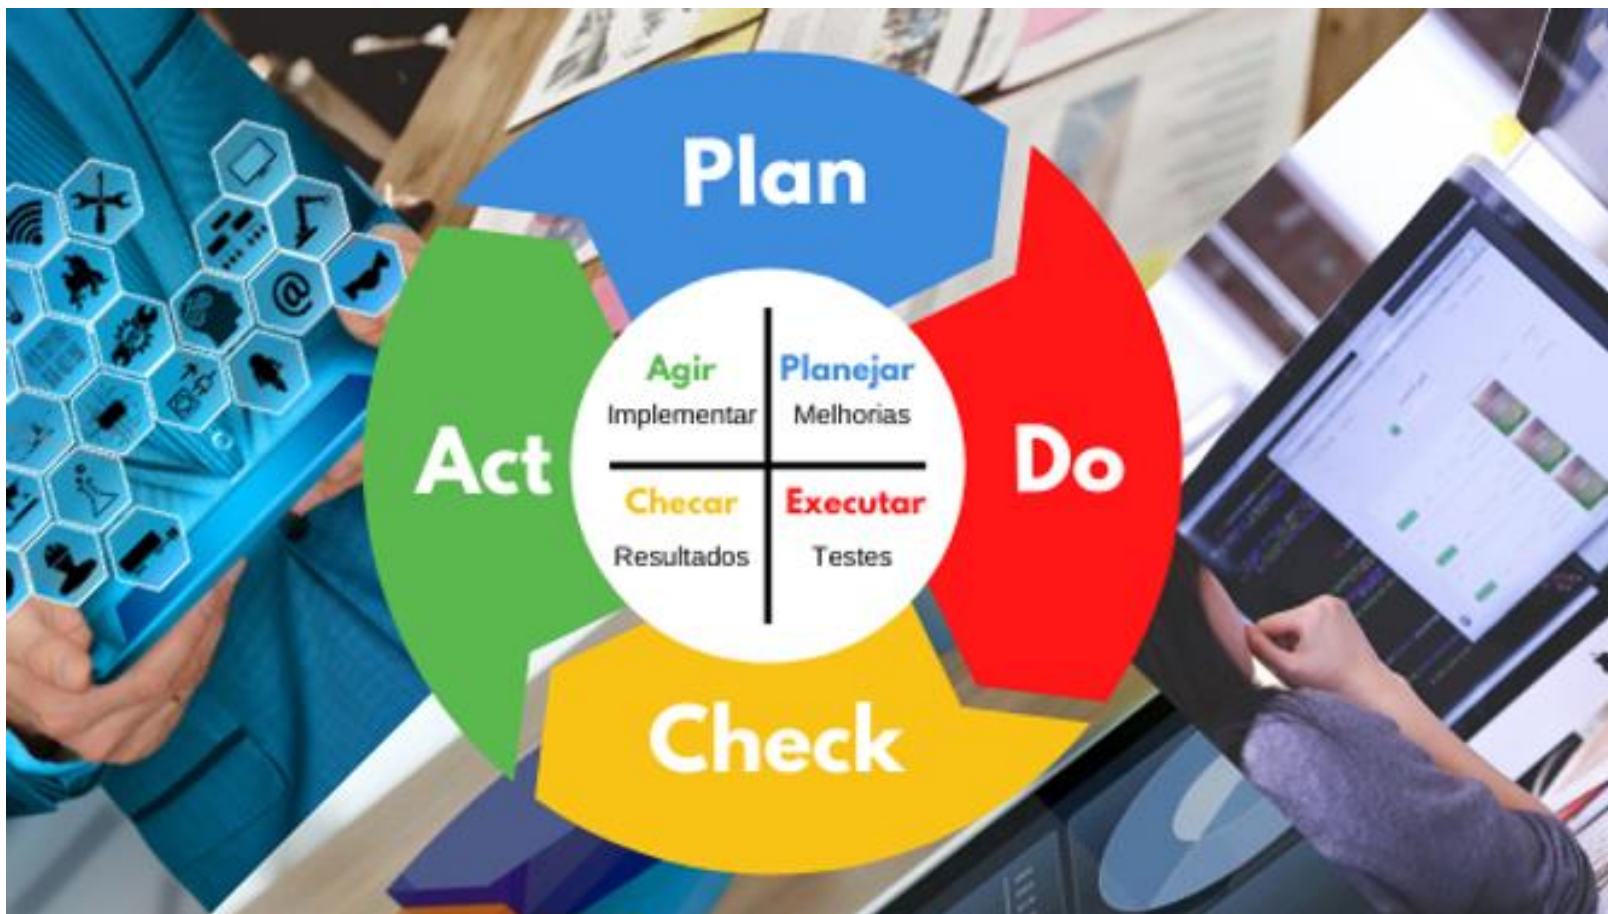 Plan
Do
Check
Act
Agir
Implementar
Planejar
Melhorias
Checar
Resultados
Executar
Testes
@